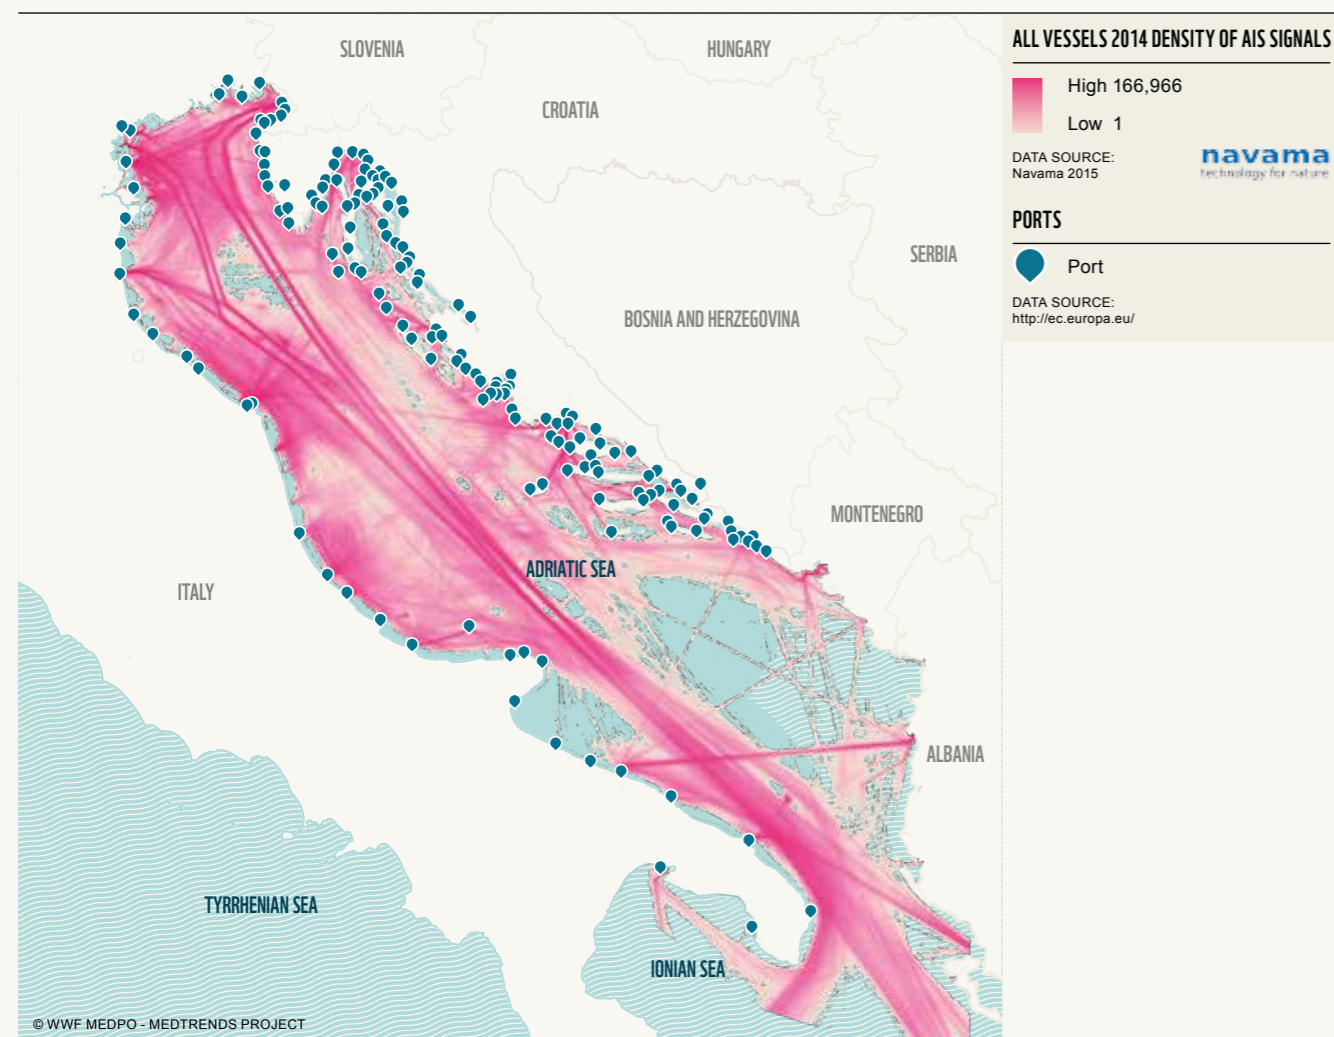 SLOVENIA
HUNGARY
CROATIA
SERBIA
BOSNIA AND HERZEGOVINA
MONTENEGRO
ADRIATIC SEA
ITALY
ALBANIA
TYRRHENIAN SEA
IONIAN SEA
© WWF MEDPO - MEDTRENDS PROJECT
ALL VESSELS 2014 DENSITY OF AIS SIGNALS
High 166,966
Low 1
DATA SOURCE:
Navama 2015
navama
technology for nature
PORTS
Port
DATA SOURCE:
http://ec.europa.eu/